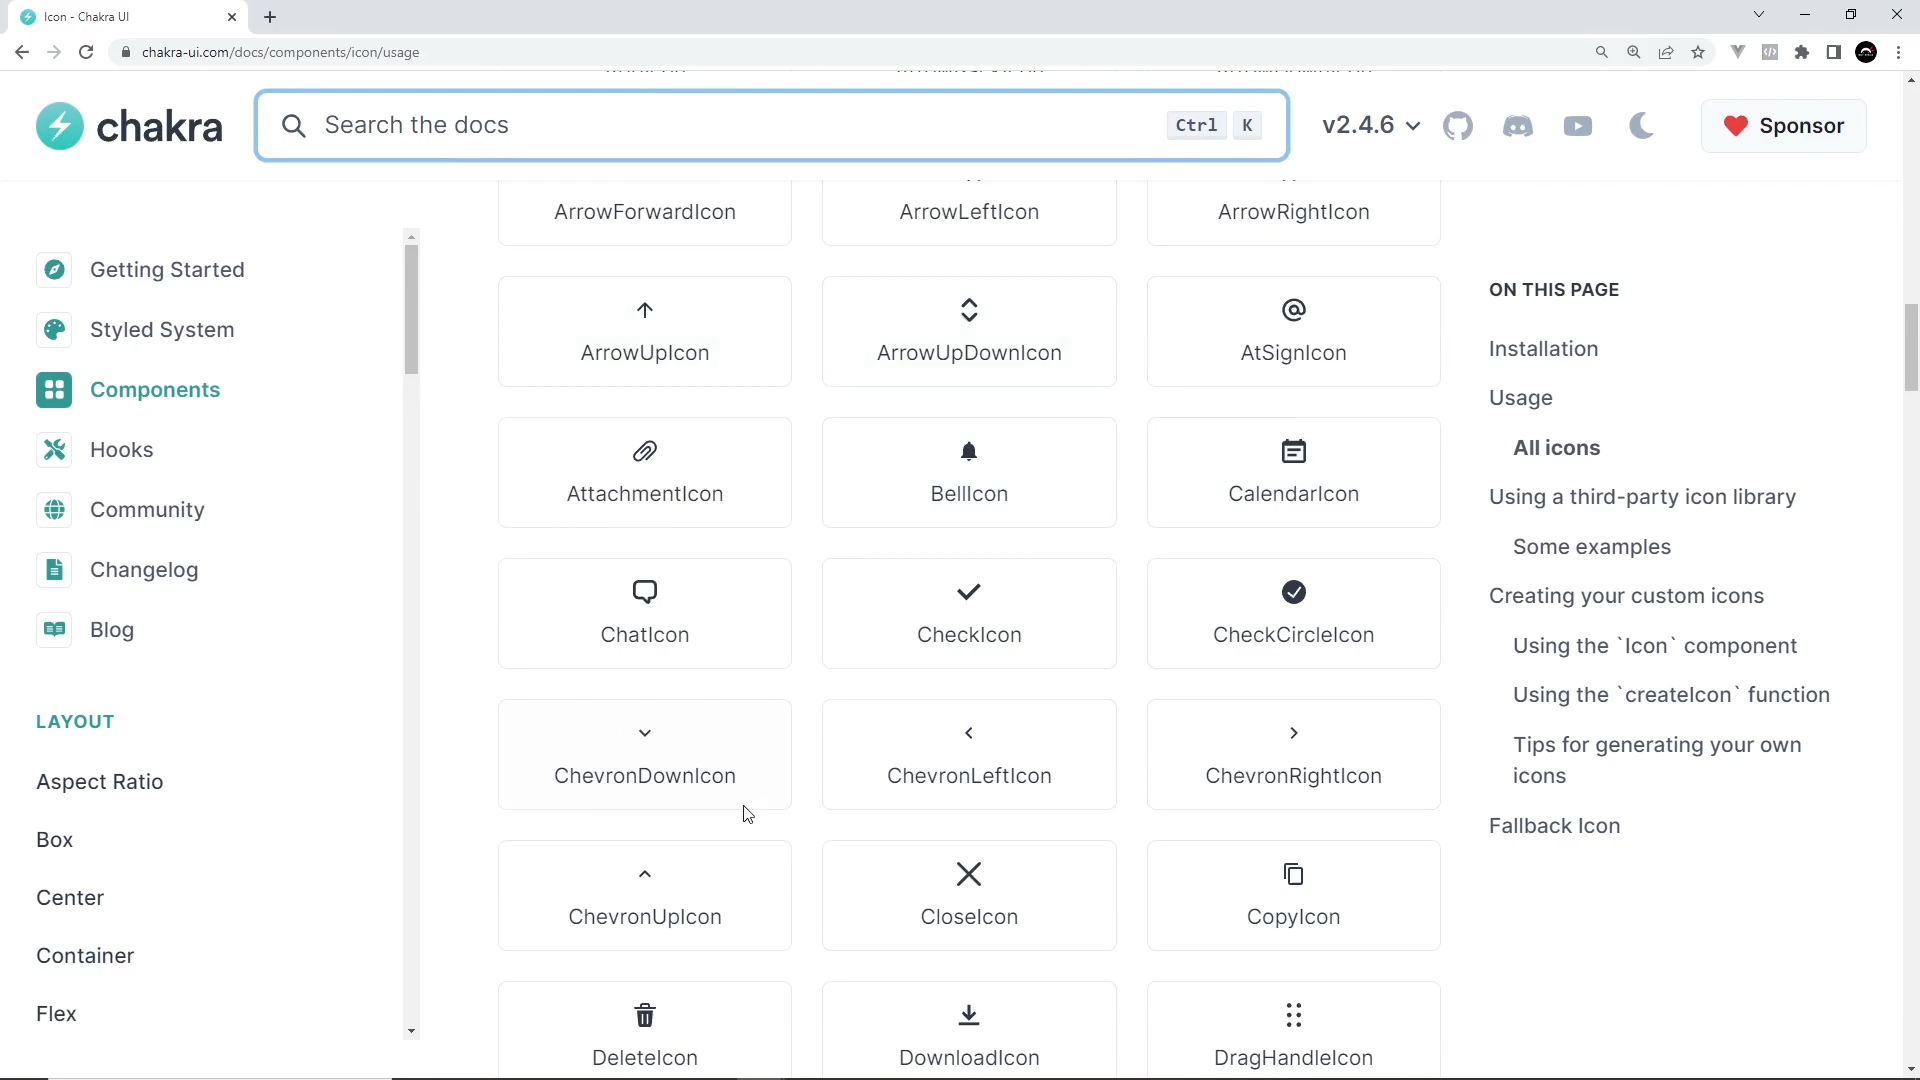 Icon - Chakra UI
chakra-ui.com/docs/components/icon/usage
chakra
Search the docs
Ctrl K
v2.4.6
Sponsor
Getting Started
Styled System
Components
Hooks
Community
Changelog
Blog
LAYOUT
Aspect Ratio
Box
Center
Container
Flex
ArrowForwardIcon
ArrowLeftIcon
ArrowRightIcon
ArrowUpIcon
ArrowUpDownIcon
AtSignIcon
AttachmentIcon
BellIcon
CalendarIcon
ChatIcon
CheckIcon
CheckCircleIcon
ChevronDownIcon
ChevronLeftIcon
ChevronRightIcon
ChevronUpIcon
CloseIcon
CopyIcon
DeleteIcon
DownloadIcon
DragHandleIcon
ON THIS PAGE
Installation
Usage
All icons
Using a third-party icon library
Some examples
Creating your custom icons
Using the `Icon` component
Using the `createIcon` function
Tips for generating your own
icons
Fallback Icon